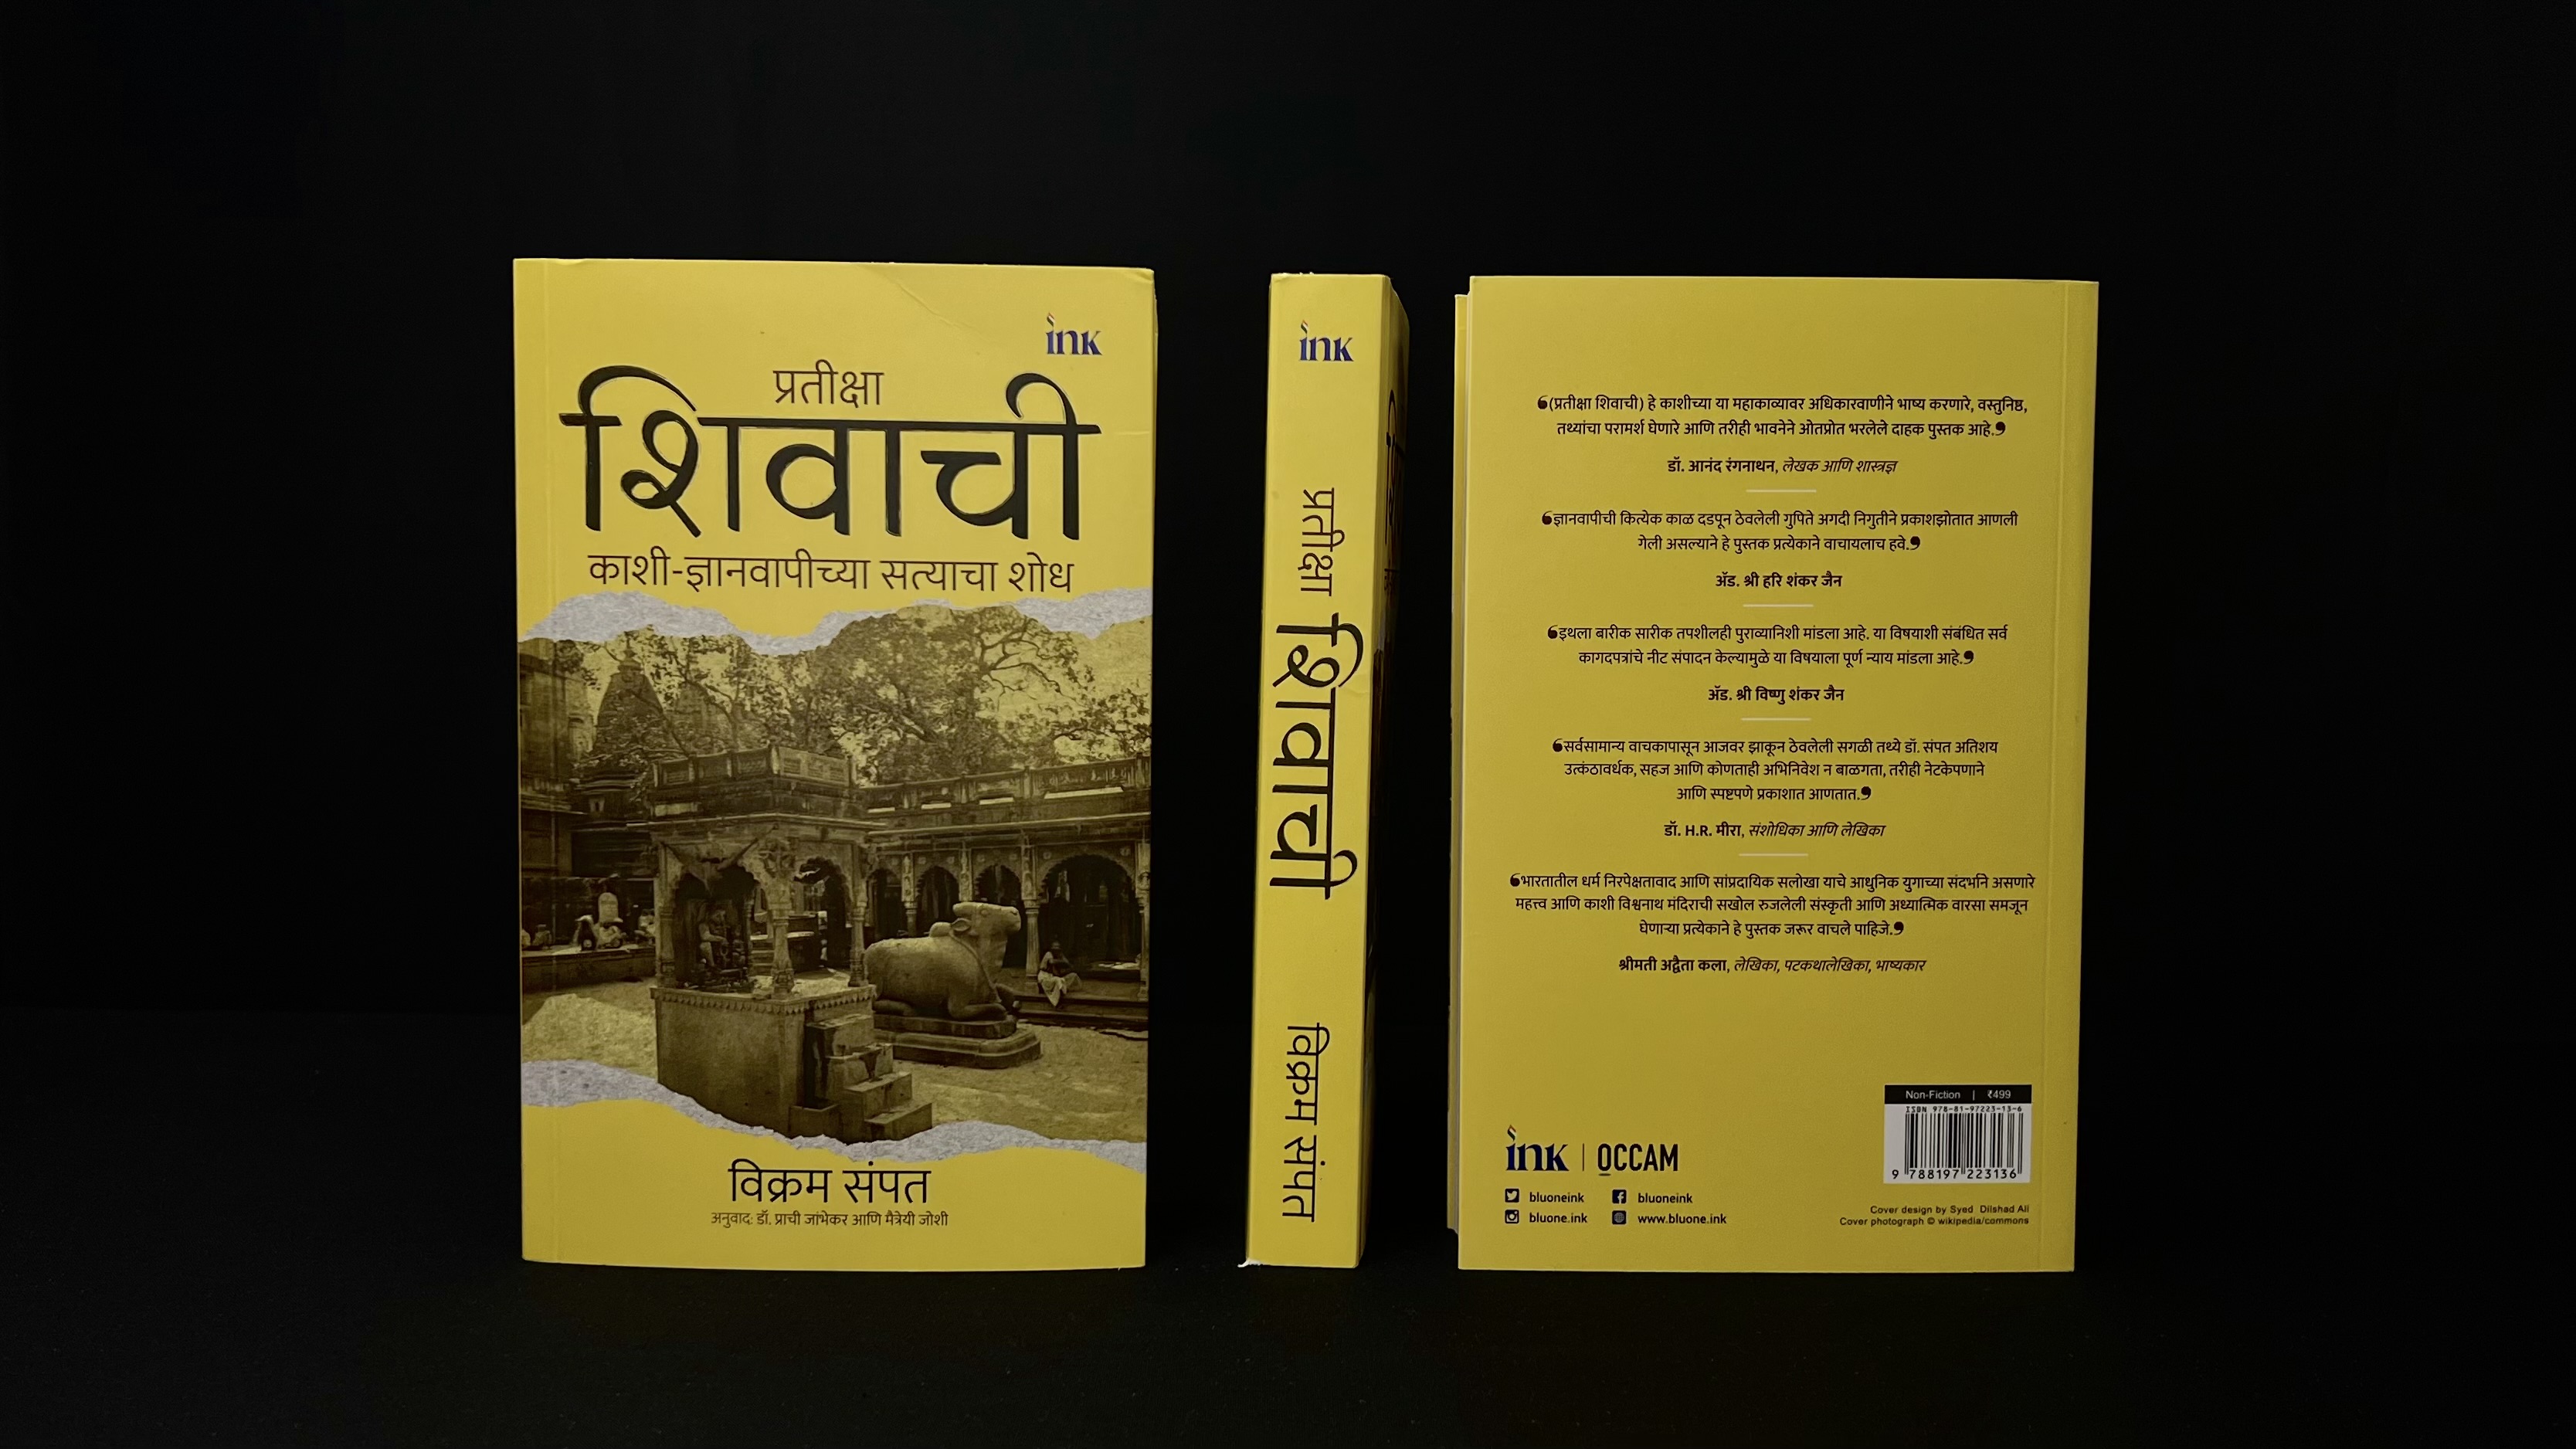 ink
प्रतीक्षा
शिवाची
काशी-ज्ञानवापीच्या सत्याचा शोध
विक्रम संपत
अनुवाद: डॉ. प्राची जांभेकर आणि मैत्रेयी जोशी
ink
प्रतीक्षा शिवाची
विक्रम संपत
❛(प्रतीक्षा शिवाची) हे काशीच्या या महाकाव्यावर अधिकारवाणीने भाष्य करणारे, वस्तुनिष्ठ,
तथ्यांचा परामर्श घेणारे आणि तरीही भावनेने ओतप्रोत भरलेले दाहक पुस्तक आहे.❜
डॉ. आनंद रंगनाथन, लेखक आणि शास्त्रज्ञ
❛ज्ञानवापीची कित्येक काळ दडपून ठेवलेली गुपिते अगदी निगुतीने प्रकाशझोतात आणली
गेली असल्याने हे पुस्तक प्रत्येकाने वाचायलाच हवे.❜
ॲड. श्री हरि शंकर जैन
❛इथला बारीक सारीक तपशीलही पुराव्यानिशी मांडला आहे. या विषयाशी संबंधित सर्व
कागदपत्रांचे नीट संपादन केल्यामुळे या विषयाला पूर्ण न्याय मांडला आहे.❜
ॲड. श्री विष्णु शंकर जैन
❛सर्वसामान्य वाचकापासून आजवर झाकून ठेवलेली सगळी तथ्ये डॉ. संपत अतिशय
उत्कंठावर्धक, सहज आणि कोणताही अभिनिवेश न बाळगता, तरीही नेटकेपणाने
आणि स्पष्टपणे प्रकाशात आणतात.❜
डॉ. H.R. मीरा, संशोधिका आणि लेखिका
❛भारतातील धर्म निरपेक्षतावाद आणि सांप्रदायिक सलोखा याचे आधुनिक युगाच्या संदर्भाने असणारे
महत्त्व आणि काशी विश्वनाथ मंदिराची सखोल रुजलेली संस्कृती आणि अध्यात्मिक वारसा समजून
घेणाऱ्या प्रत्येकाने हे पुस्तक जरूर वाचले पाहिजे.❜
श्रीमती अद्वैता कला, लेखिका, पटकथालेखिका, भाष्यकार
Non-Fiction | ₹499
ISBN 978-81-97223-13-6
9 788197 223136
ink | OCCAM
bluoneink bluoneink
bluone.ink www.bluone.ink
Cover design by Syed Dilshad Ali
Cover photograph © wikipedia/commons